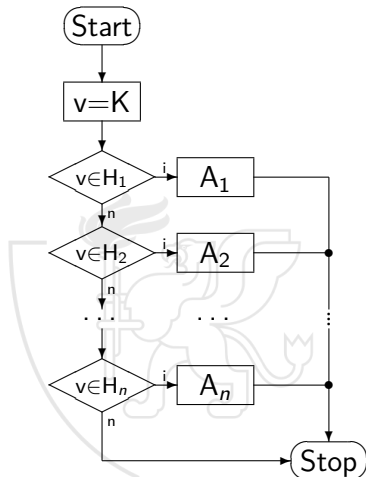 Start
v=K
v∈H₁ i A₁
n
v∈H₂ i A₂
n
... ... ...
v∈Hₙ i Aₙ
n
Stop